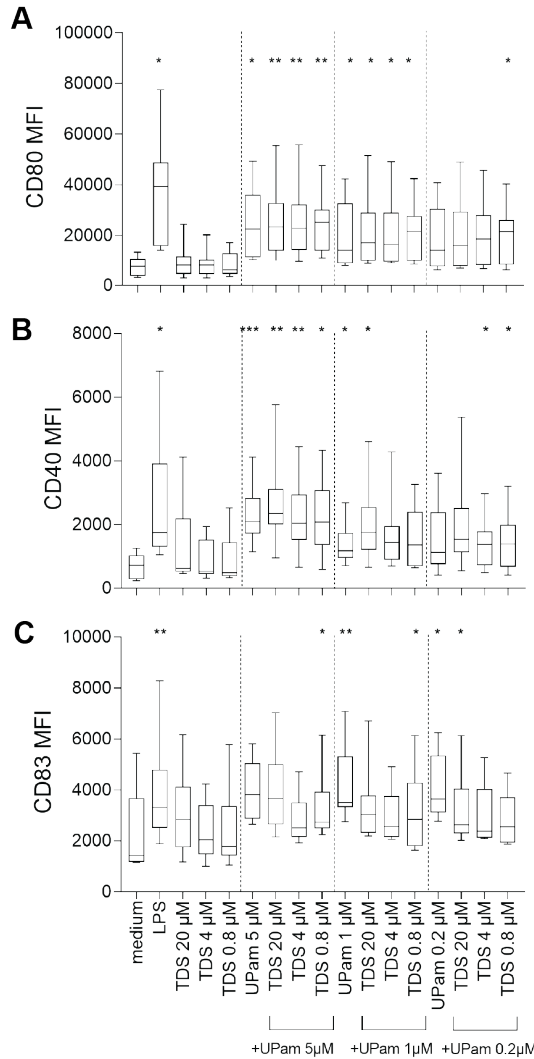 A
100000
* * ** ** ** * * * * *
80000
60000
CD80 MFI
40000
20000
0
B
8000
* *** ** ** * * * * *
6000
CD40 MFI
4000
2000
0
C
10000
** * ** * * *
8000
6000
CD83 MFI
4000
2000
0
medium
LPS
TDS 20 µM
TDS 4 µM
TDS 0.8 µM
UPam 5 µM
TDS 20 µM
TDS 4 µM
TDS 0.8 µM
UPam 1 µM
TDS 20 µM
TDS 4 µM
TDS 0.8 µM
UPam 0.2 µM
TDS 20 µM
TDS 4 µM
TDS 0.8 µM
+UPam 5µM +UPam 1µM +UPam 0.2µM